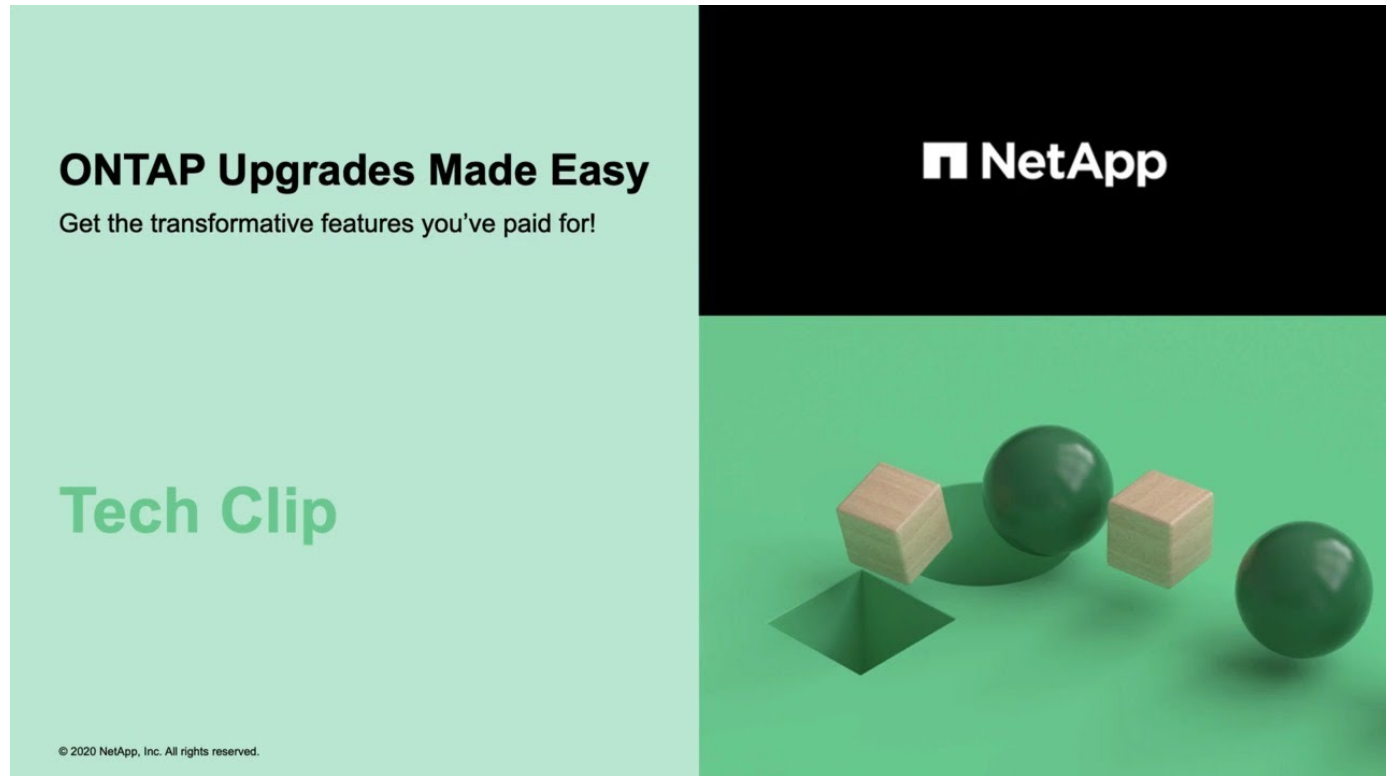 ONTAP Upgrades Made Easy
Get the transformative features you’ve paid for!
NetApp
Tech Clip
© 2020 NetApp, Inc. All rights reserved.